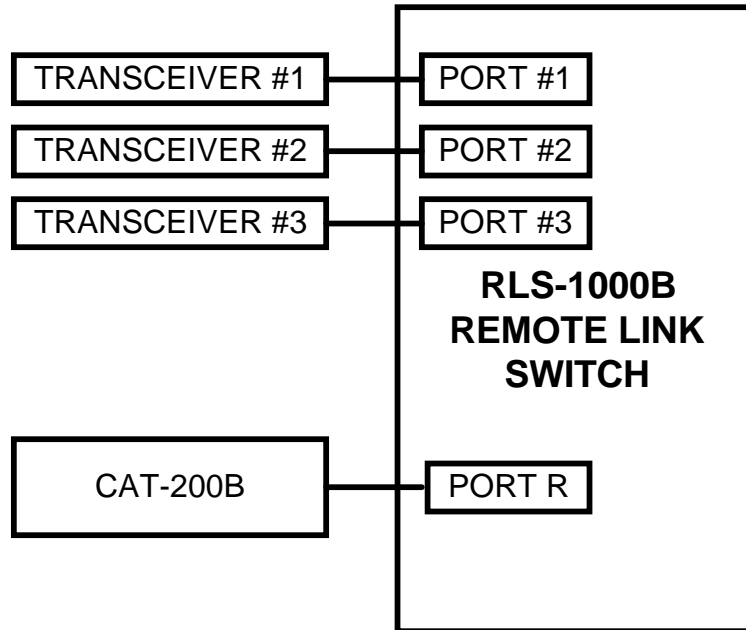 TRANSCEIVER #1 PORT #1
TRANSCEIVER #2 PORT #2
TRANSCEIVER #3 PORT #3
RLS-1000B
REMOTE LINK
SWITCH
CAT-200B PORT R